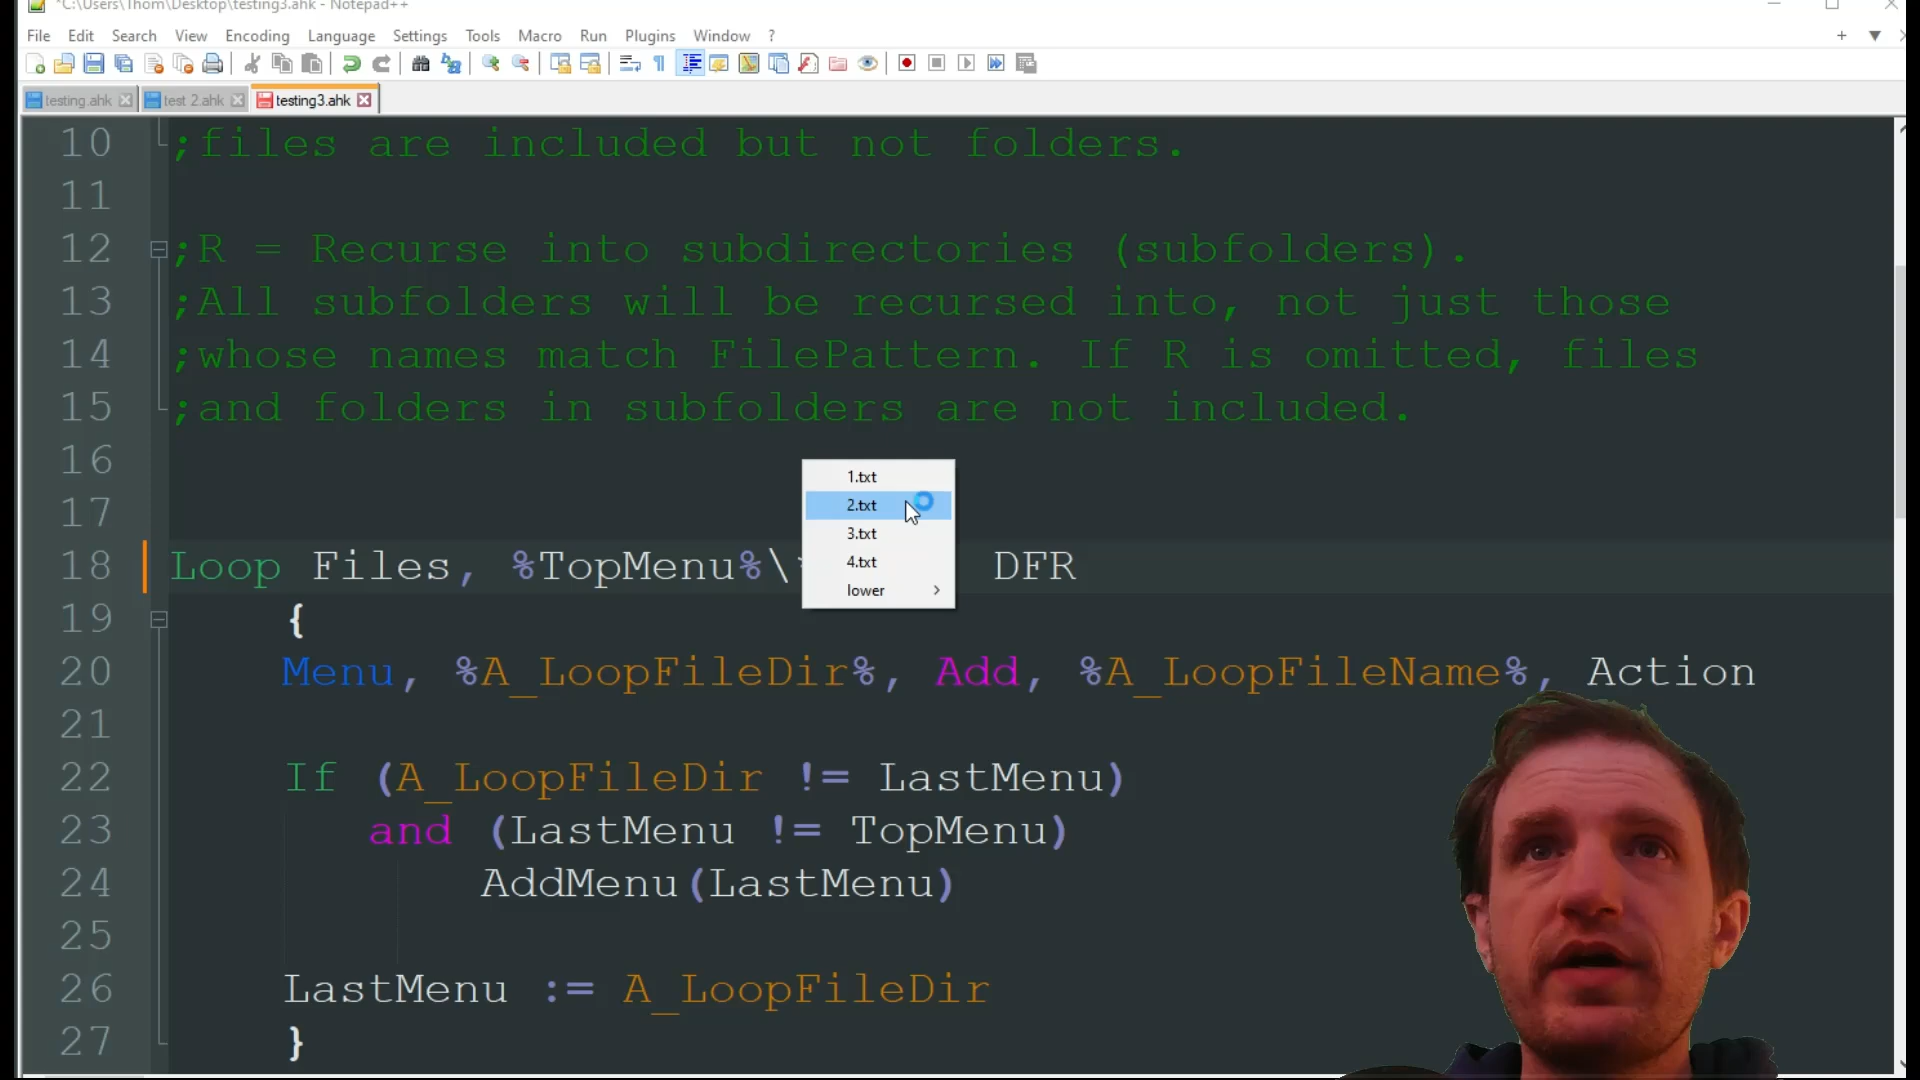 *C:\Users\Thom\Desktop\testing3.ahk - Notepad++
File Edit Search View Encoding Language Settings Tools Macro Run Plugins Window ?
testing.ahk test 2.ahk testing3.ahk
10 ;files are included but not folders.
11
12 ;R = Recurse into subdirectories (subfolders).
13 ;All subfolders will be recursed into, not just those
14 ;whose names match FilePattern. If R is omitted, files
15 ;and folders in subfolders are not included.
16
17
18 Loop Files, %TopMenu%\ DFR
1.txt
2.txt
3.txt
4.txt
lower
19 {
20 Menu, %A_LoopFileDir%, Add, %A_LoopFileName%, Action
21
22 If (A_LoopFileDir != LastMenu)
23 and (LastMenu != TopMenu)
24 AddMenu(LastMenu)
25
26 LastMenu := A_LoopFileDir
27 }